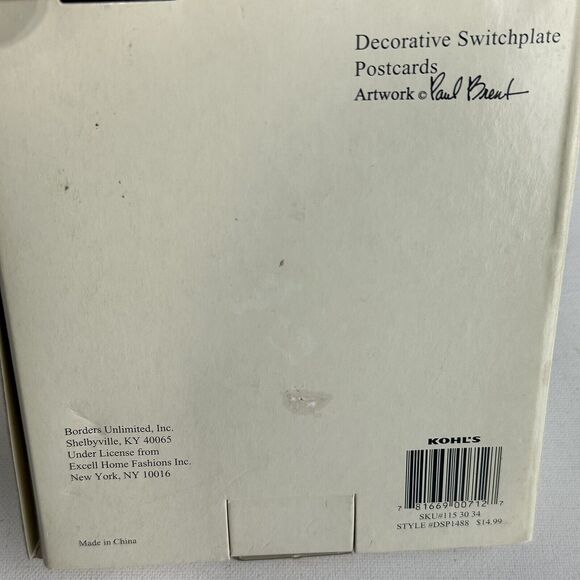 Decorative Switchplate
Postcards
Artwork © Paul Brent
Borders Unlimited, Inc.
Shelbyville, KY 40065
Under License from
Excell Home Fashions Inc.
New York, NY 10016
Made in China
KOHL'S
7 81669 00712 7
SKU#115 30 34
STYLE #DSP1488 $14.99